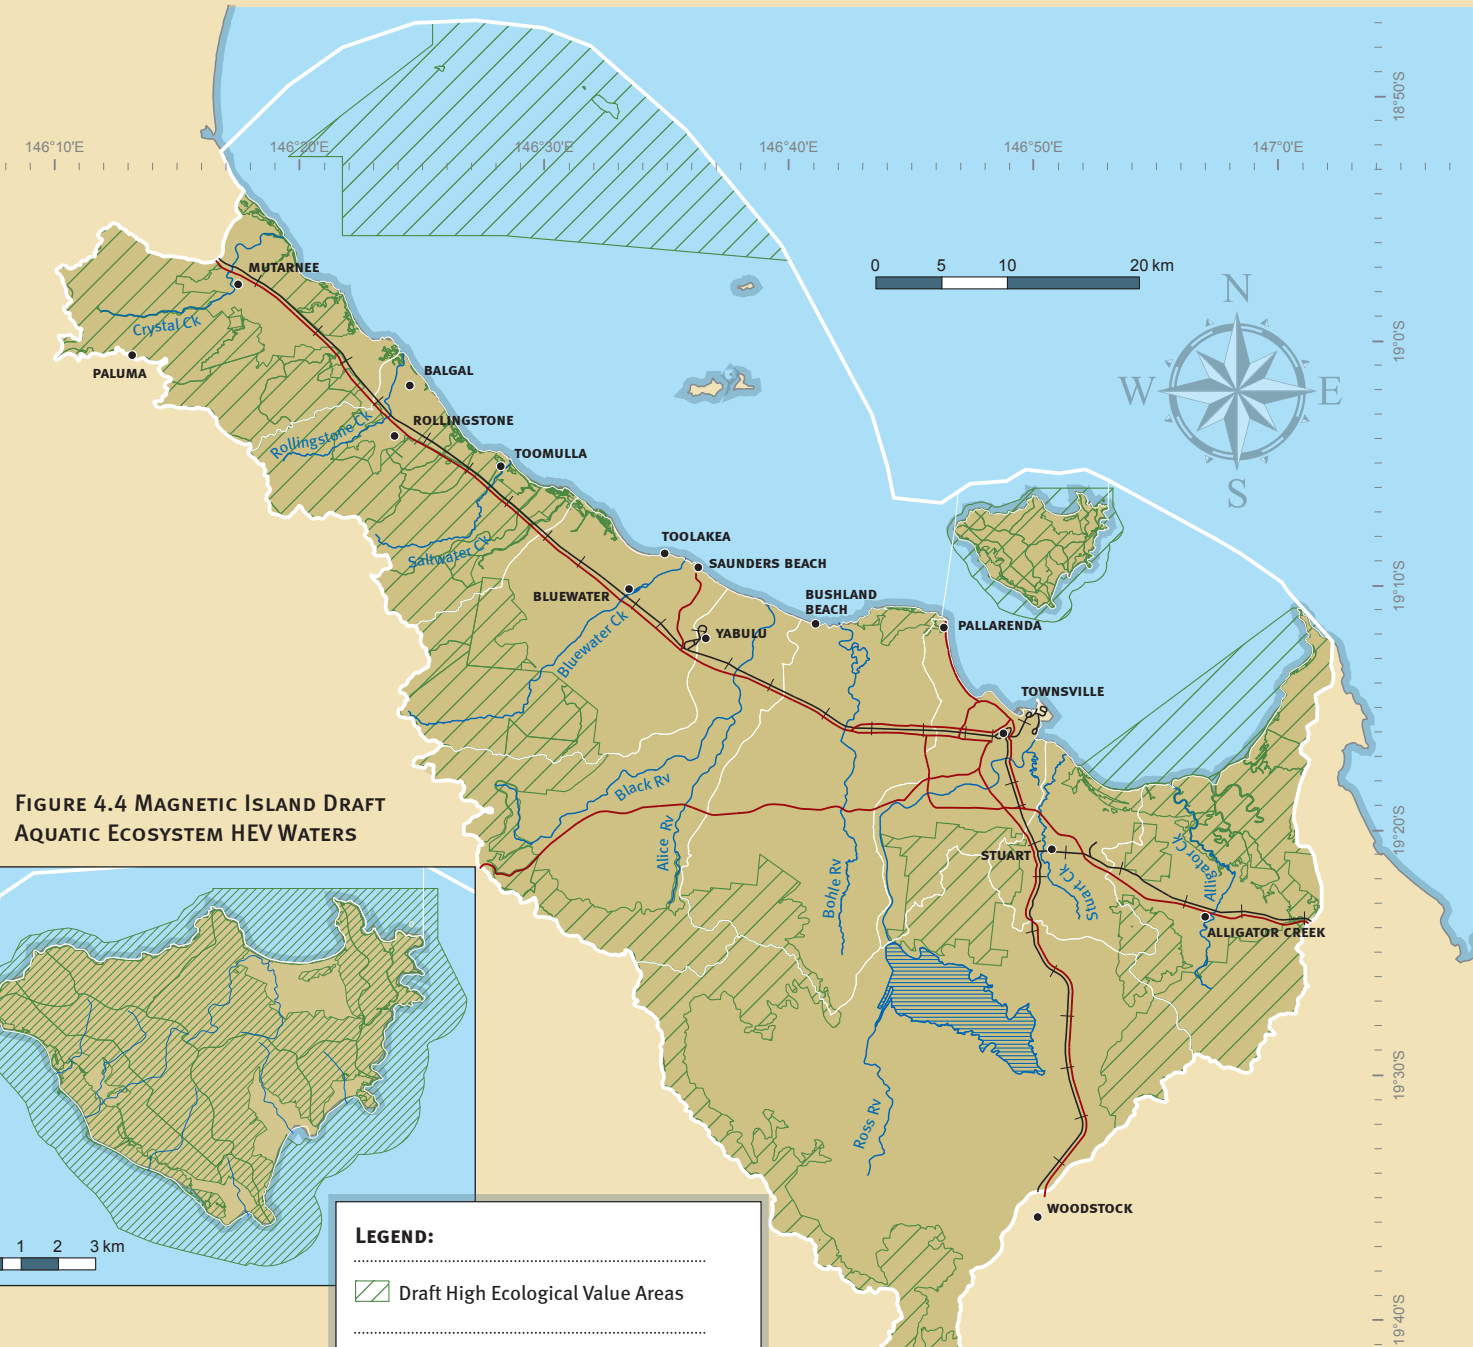 146°10'E
146°20'E
146°30'E
146°40'E
146°50'E
147°0'E
18°50'S
19°0'S
19°10'S
19°20'S
19°30'S
19°40'S
0 5 10 20 km
N
W E
S
MUTARNEE
Crystal Ck
PALUMA
BALGAL
ROLLINGSTONE
Rollingstone Ck
TOOMULLA
Saltwater Ck
TOOLAKEA
SAUNDERS BEACH
BLUEWATER
Bluewater Ck
BUSHLAND
BEACH
YABULU
PALLARENDA
TOWNSVILLE
Black Rv
Alice Rv
Bohle Rv
STUART
Stuart Ck
Alligator Ck
ALLIGATOR CREEK
Ross Rv
WOODSTOCK
FIGURE 4.4 MAGNETIC ISLAND DRAFT
AQUATIC ECOSYSTEM HEV WATERS
1 2 3 km
LEGEND:
Draft High Ecological Value Areas